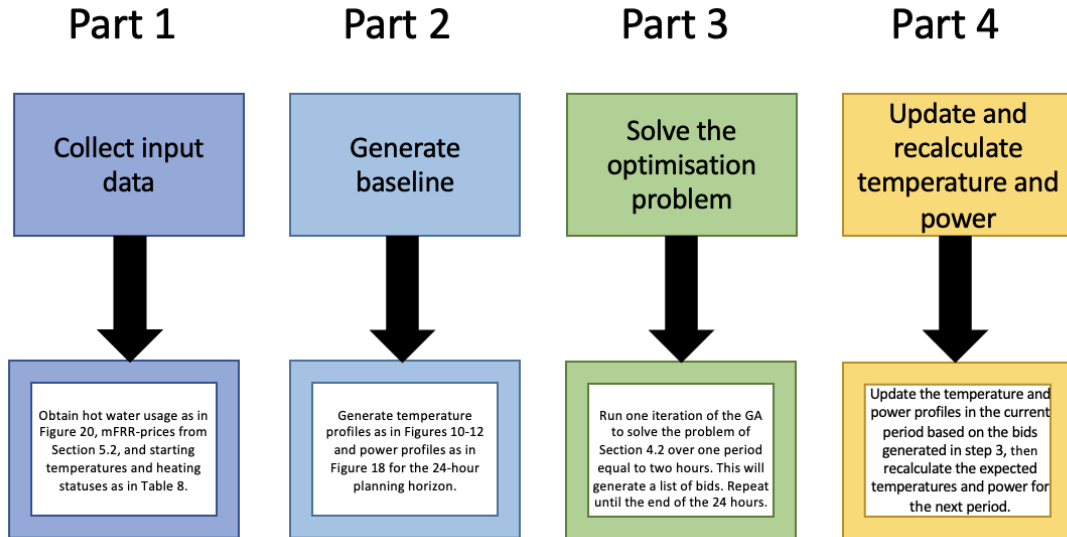 Part 1
Part 2
Part 3
Part 4
Collect input
data
Generate
baseline
Solve the
optimisation
problem
Update and
recalculate
temperature and
power
Obtain hot water usage as in
Figure 20, mFRR-prices from
Section 5.2, and starting
temperatures and heating
statuses as in Table 8.
Generate temperature
profiles as in Figures 10-12
and power profiles as in
Figure 18 for the 24-hour
planning horizon.
Run one iteration of the GA
to solve the problem of
Section 4.2 over one period
equal to two hours. This will
generate a list of bids. Repeat
until the end of the 24 hours.
Update the temperature and
power profiles in the current
period based on the bids
generated in step 3, then
recalculate the expected
temperatures and power for
the next period.